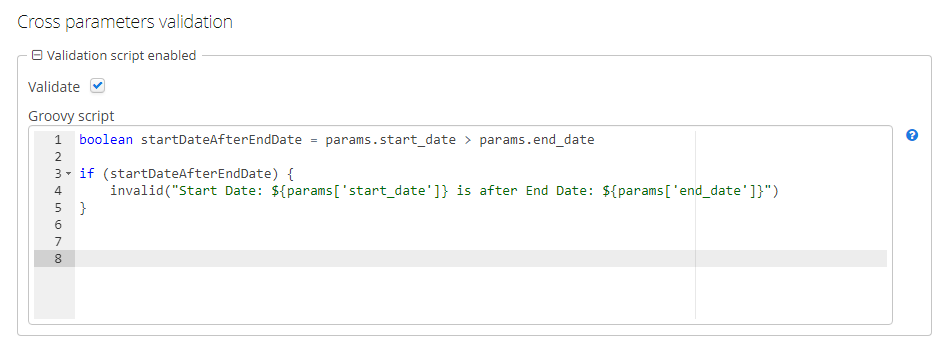 Cross parameters validation
Validation script enabled
Validate
Groovy script
1 boolean startDateAfterEndDate = params.start_date > params.end_date
2
3 if (startDateAfterEndDate) {
4     invalid("Start Date: ${params['start_date']} is after End Date: ${params['end_date']}")
5 }
6
7
8